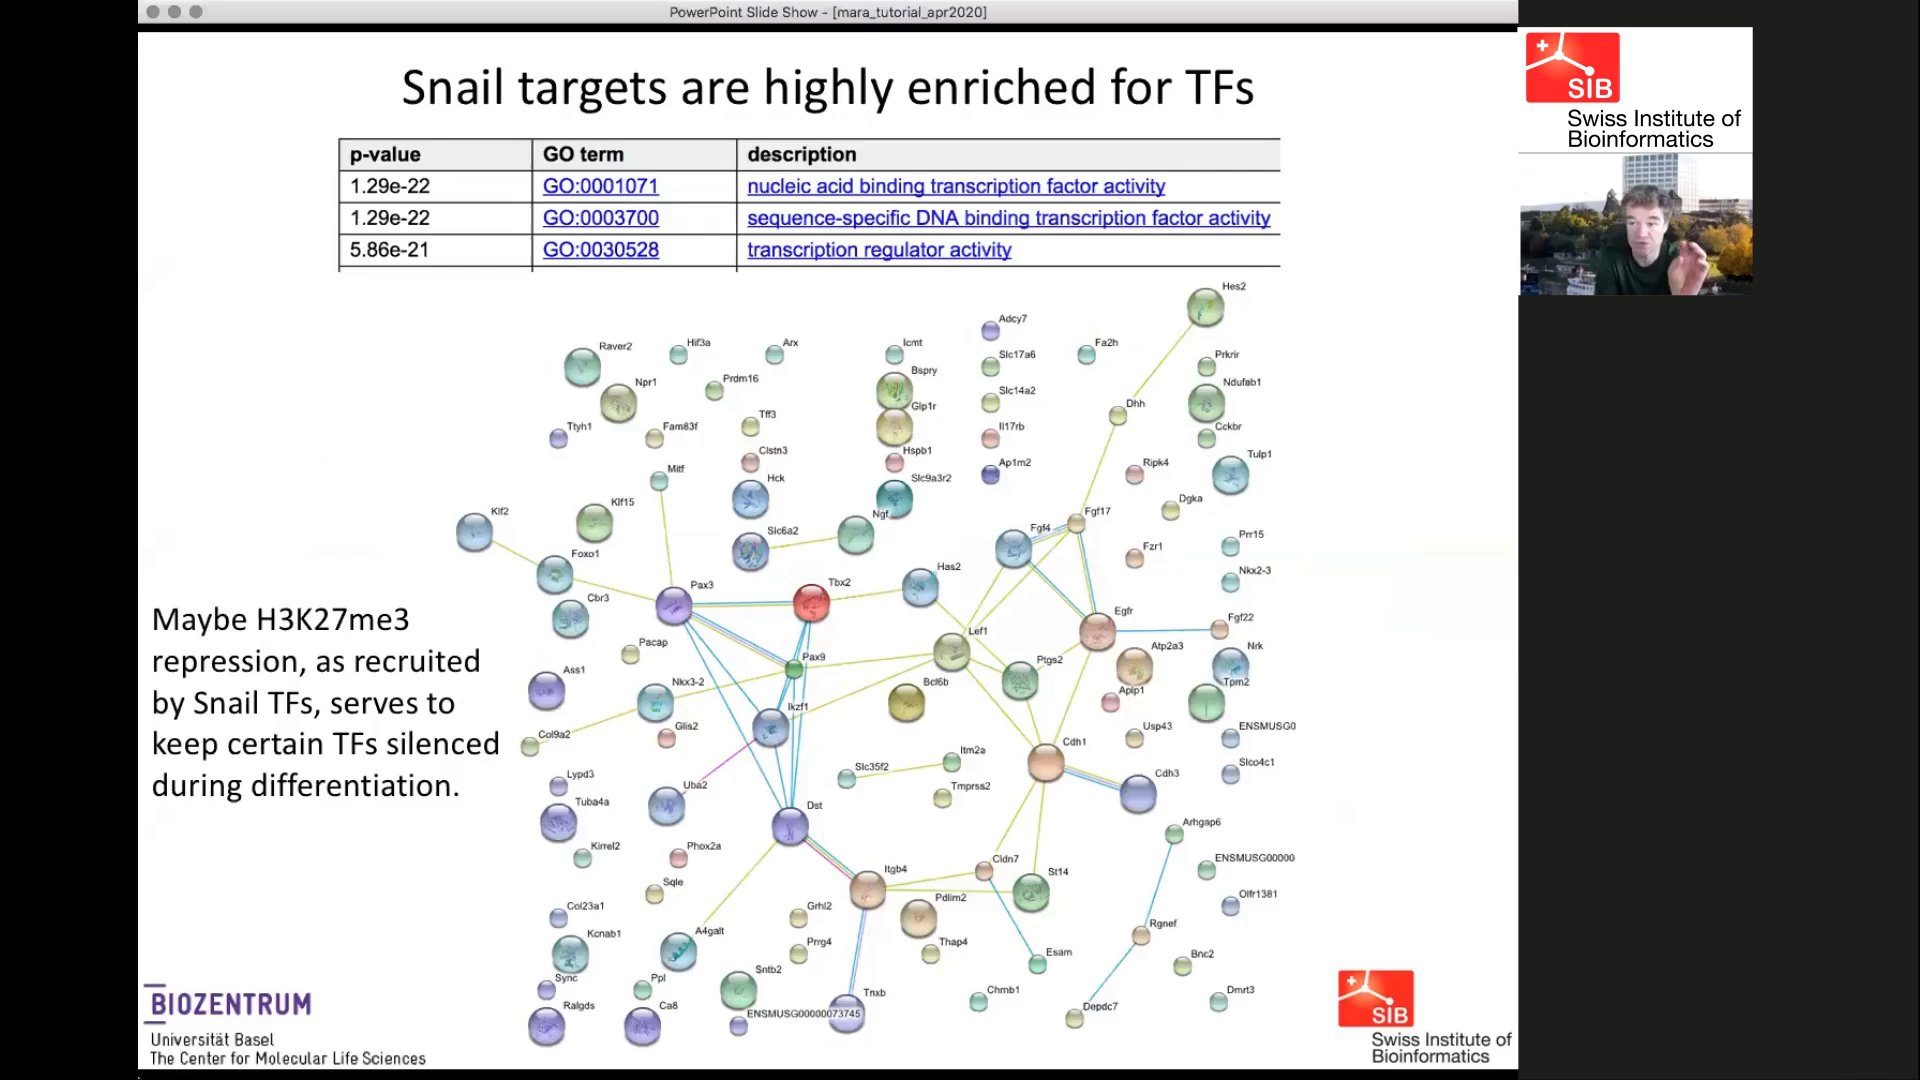 PowerPoint Slide Show - [mara_tutorial_apr2020]
Snail targets are highly enriched for TFs
p-value GO term description
1.29e-22 GO:0001071 nucleic acid binding transcription factor activity
1.29e-22 GO:0003700 sequence-specific DNA binding transcription factor activity
5.86e-21 GO:0030528 transcription regulator activity
Hes2
Adcy7
Raver2
Hif3a
Arx
Icmt
Slc17a6
Fa2h
Prkrir
Npr1
Prdm16
Bspry
Slc14a2
Ndufab1
Glp1r
Dhh
Ttyh1
Fam83f
Tff3
Il17rb
Cckbr
Clstn3
Hspb1
Ap1m2
Ripk4
Tulp1
Mitf
Hck
Slc9a3r2
Dgka
Klf2
Klf15
Ngf
Fgf17
Slc6a2
Fgf4
Prr15
Foxo1
Fzr1
Has2
Nkx2-3
Pax3
Tbx2
Cbr3
Egfr
Fgf22
Lef1
Pacap
Pax9
Ptgs2
Atp2a3
Nrk
Ass1
Nkx3-2
Bcl6b
Aplp1
Tpm2
Ikzf1
Glis2
Usp43
ENSMUSG0
Col9a2
Cdh1
Itm2a
Slc35f2
Cdh3
Slco4c1
Lypd3
Uba2
Tmprss2
Tuba4a
Dst
Arhgap6
Kirrel2
Phox2a
Cldn7
ENSMUSG00000
Itgb4
St14
Sqle
Olfr1381
Col23a1
Grhl2
Pdlim2
Kcnab1
A4galt
Prrg4
Thap4
Rgnef
Esam
Bnc2
Sync
Ppl
Sntb2
Tnxb
Chrnb1
Dmrt3
Ralgds
Ca8
ENSMUSG00000073745
Depdc7
Maybe H3K27me3
repression, as recruited
by Snail TFs, serves to
keep certain TFs silenced
during differentiation.
BIOZENTRUM
Universität Basel
The Center for Molecular Life Sciences
SIB
Swiss Institute of
Bioinformatics
SIB
Swiss Institute of
Bioinformatics